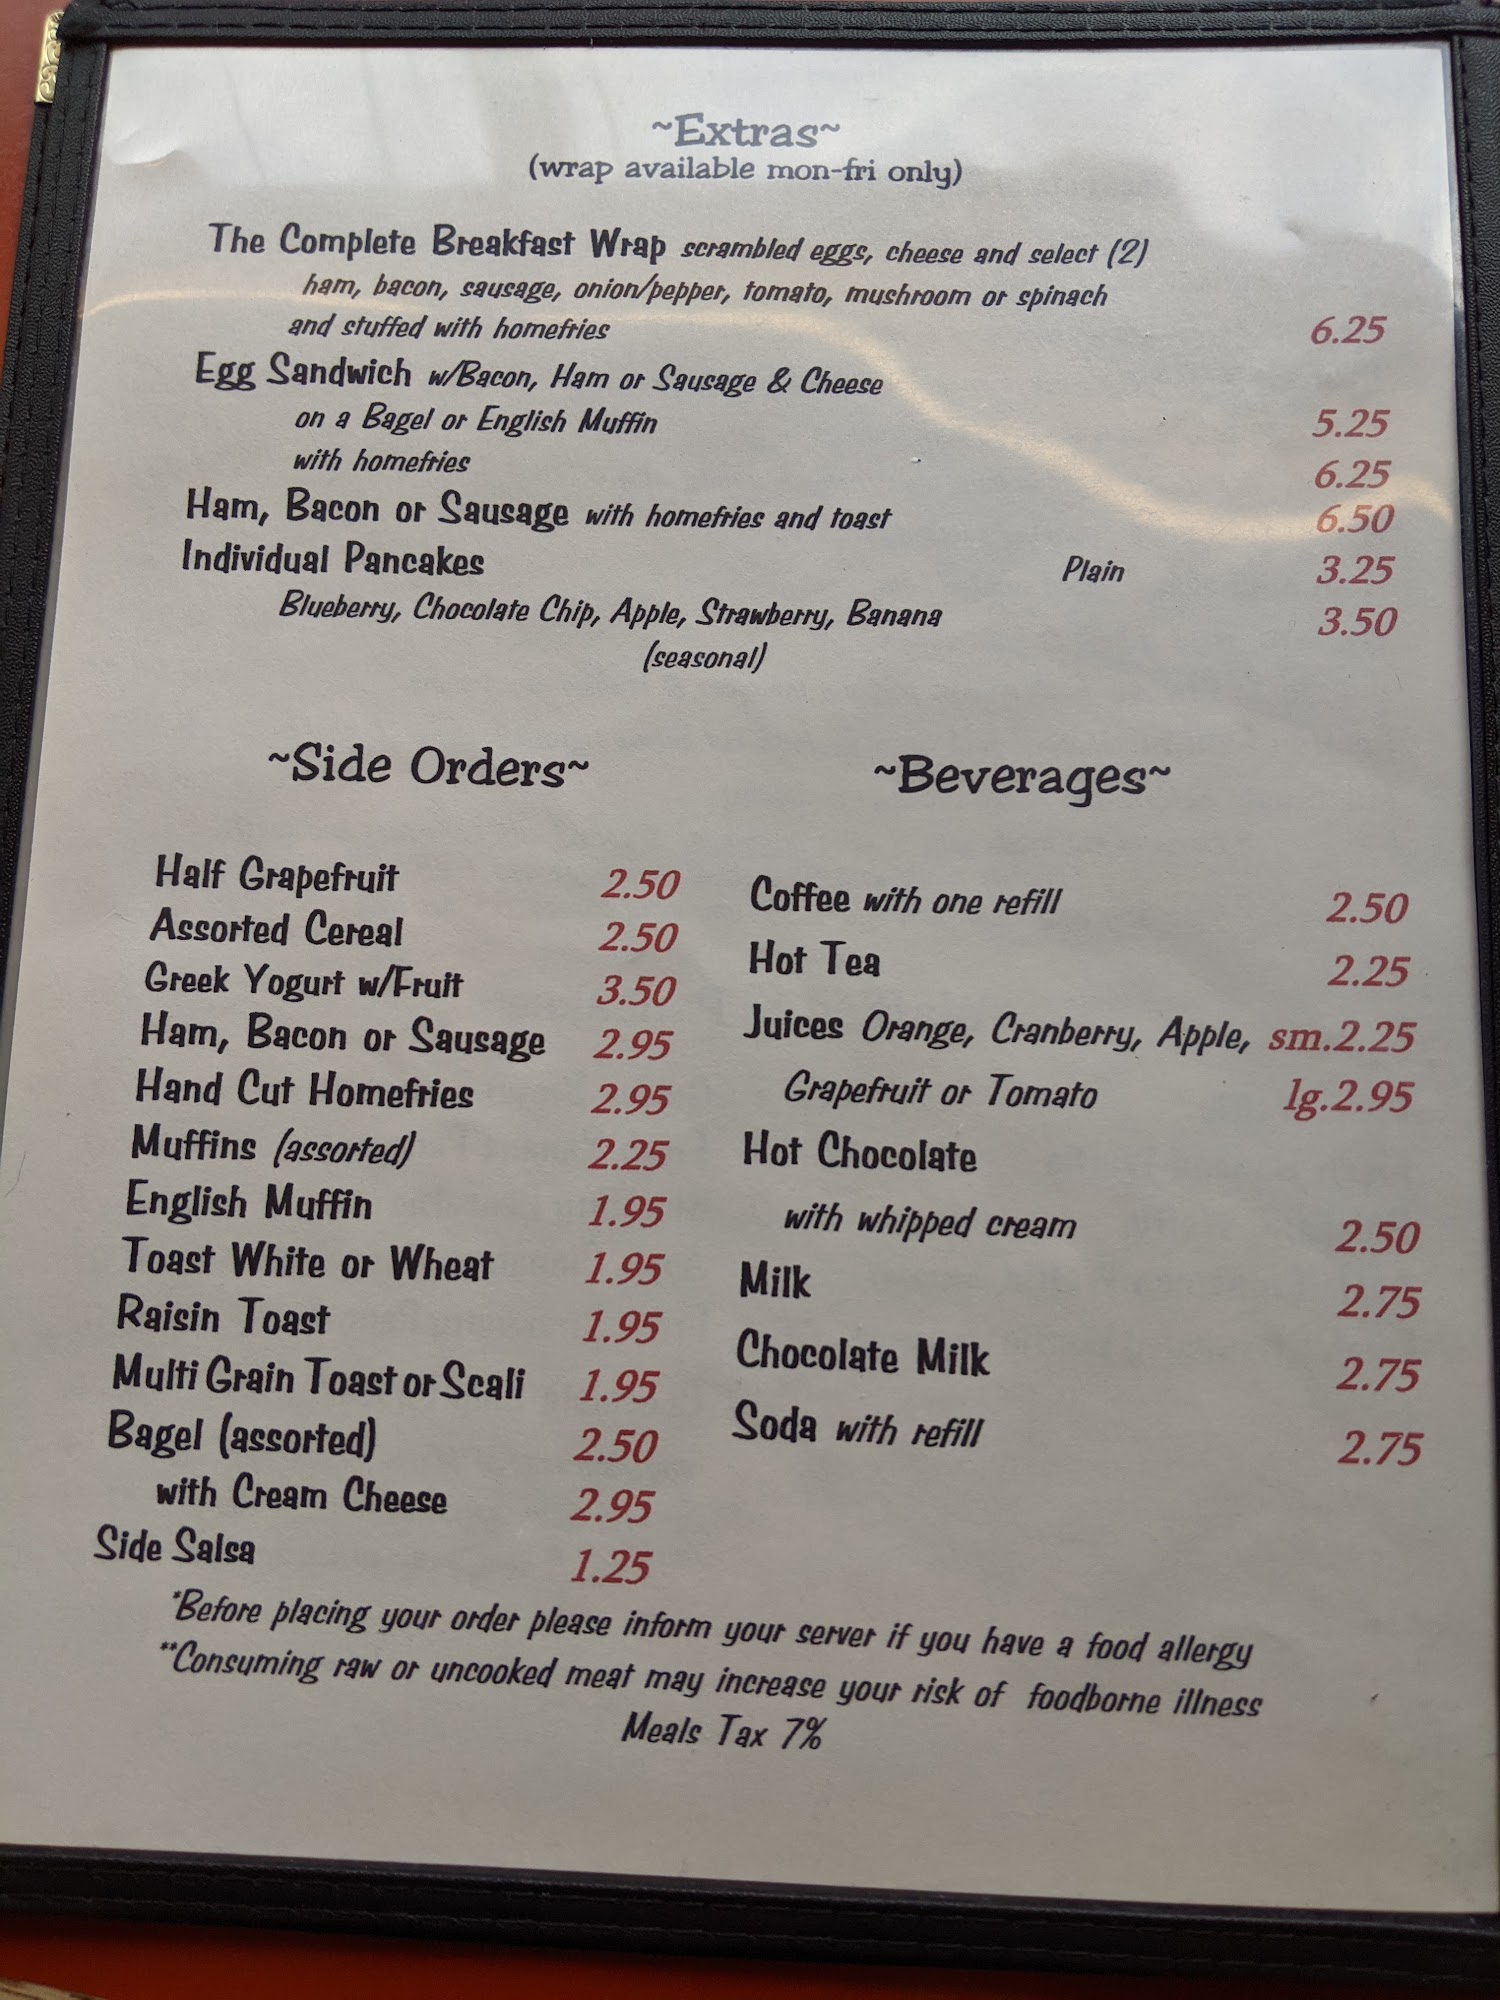 ~Extras~
(wrap available mon-fri only)
The Complete Breakfast Wrap scrambled eggs, cheese and select (2)
ham, bacon, sausage, onion/pepper, tomato, mushroom or spinach
and stuffed with homefries 6.25
Egg Sandwich w/Bacon, Ham or Sausage & Cheese
on a Bagel or English Muffin 5.25
with homefries 6.25
Ham, Bacon or Sausage with homefries and toast 6.50
Individual Pancakes Plain 3.25
Blueberry, Chocolate Chip, Apple, Strawberry, Banana 3.50
(seasonal)
~Side Orders~
Half Grapefruit 2.50
Assorted Cereal 2.50
Greek Yogurt w/Fruit 3.50
Ham, Bacon or Sausage 2.95
Hand Cut Homefries 2.95
Muffins (assorted) 2.25
English Muffin 1.95
Toast White or Wheat 1.95
Raisin Toast 1.95
Multi Grain Toast or Scali 1.95
Bagel (assorted) 2.50
with Cream Cheese 2.95
Side Salsa 1.25
~Beverages~
Coffee with one refill 2.50
Hot Tea 2.25
Juices Orange, Cranberry, Apple, sm.2.25
Grapefruit or Tomato lg.2.95
Hot Chocolate
with whipped cream 2.50
Milk 2.75
Chocolate Milk 2.75
Soda with refill 2.75
*Before placing your order please inform your server if you have a food allergy
**Consuming raw or uncooked meat may increase your risk of foodborne illness
Meals Tax 7%